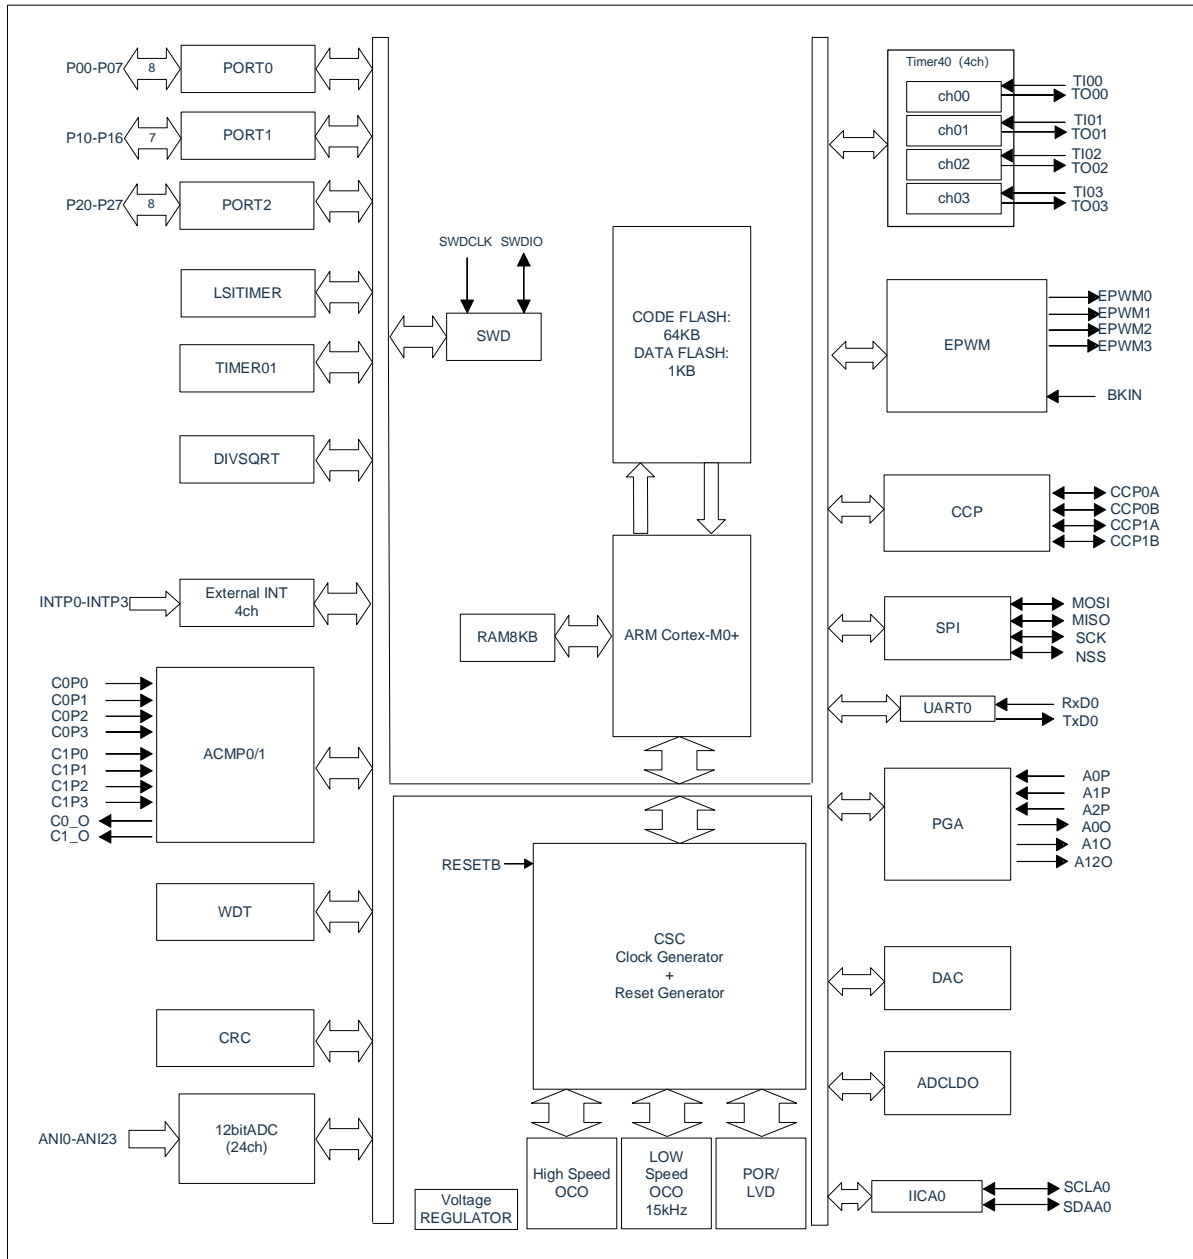 P00-P07
8
PORT0
P10-P16
7
PORT1
P20-P27
8
PORT2
LSITIMER
TIMER01
DIVSQRT
INTP0-INTP3
External INT
4ch
C0P0
C0P1
C0P2
C0P3
C1P0
C1P1
C1P2
C1P3
C0_O
C1_O
ACMP0/1
WDT
CRC
ANI0-ANI23
12bitADC
(24ch)
SWDCLK
SWDIO
SWD
CODE FLASH:
64KB
DATA FLASH:
1KB
RAM8KB
ARM Cortex-M0+
RESETB
CSC
Clock Generator
+
Reset Generator
Voltage
REGULATOR
High Speed
OCO
LOW
Speed
OCO
15kHz
POR/
LVD
Timer40 (4ch)
ch00
TI00
TO00
ch01
TI01
TO01
ch02
TI02
TO02
ch03
TI03
TO03
EPWM
EPWM0
EPWM1
EPWM2
EPWM3
BKIN
CCP
CCP0A
CCP0B
CCP1A
CCP1B
SPI
MOSI
MISO
SCK
NSS
UART0
RxD0
TxD0
PGA
A0P
A1P
A2P
A0O
A1O
A12O
DAC
ADCLDO
IICA0
SCLA0
SDAA0